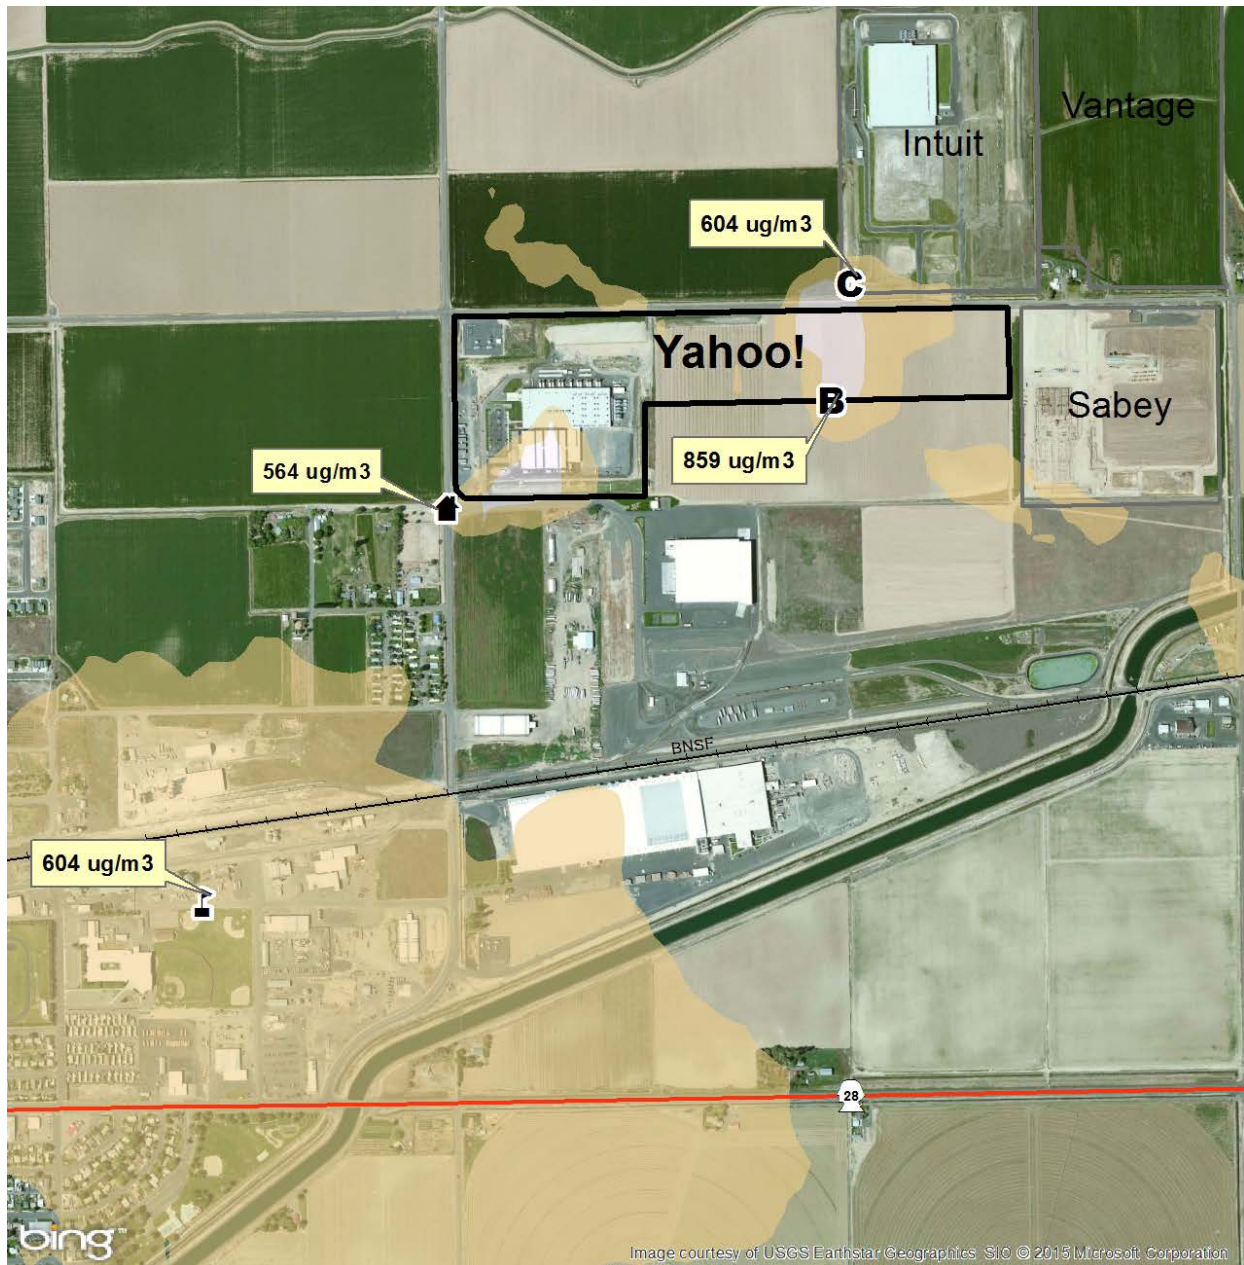 Vantage
Intuit
604 ug/m3
C
Yahoo!
B
Sabey
859 ug/m3
564 ug/m3
BNSF
604 ug/m3
28
bing™
Image courtesy of USGS Earthstar Geographics SIO © 2015 Microsoft Corporation